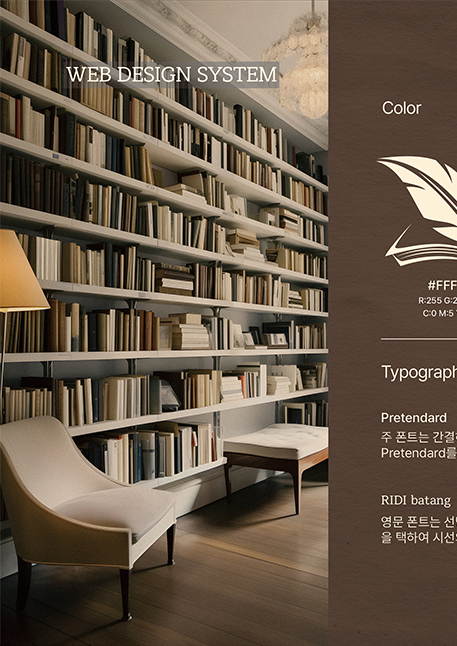 WEB DESIGN SYSTEM
Color
#FFF
R:255 G:2
C:0 M:5
Typograph
Pretendard
주 폰트는 간결
Pretendard를
RIDI batang
영문 폰트는 선
을 택하여 시선